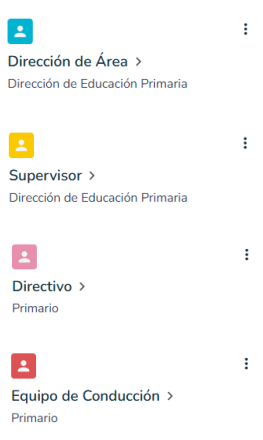 Dirección de Área
Dirección de Educación Primaria
Supervisor
Dirección de Educación Primaria
Directivo
Primario
Equipo de Conducción
Primario